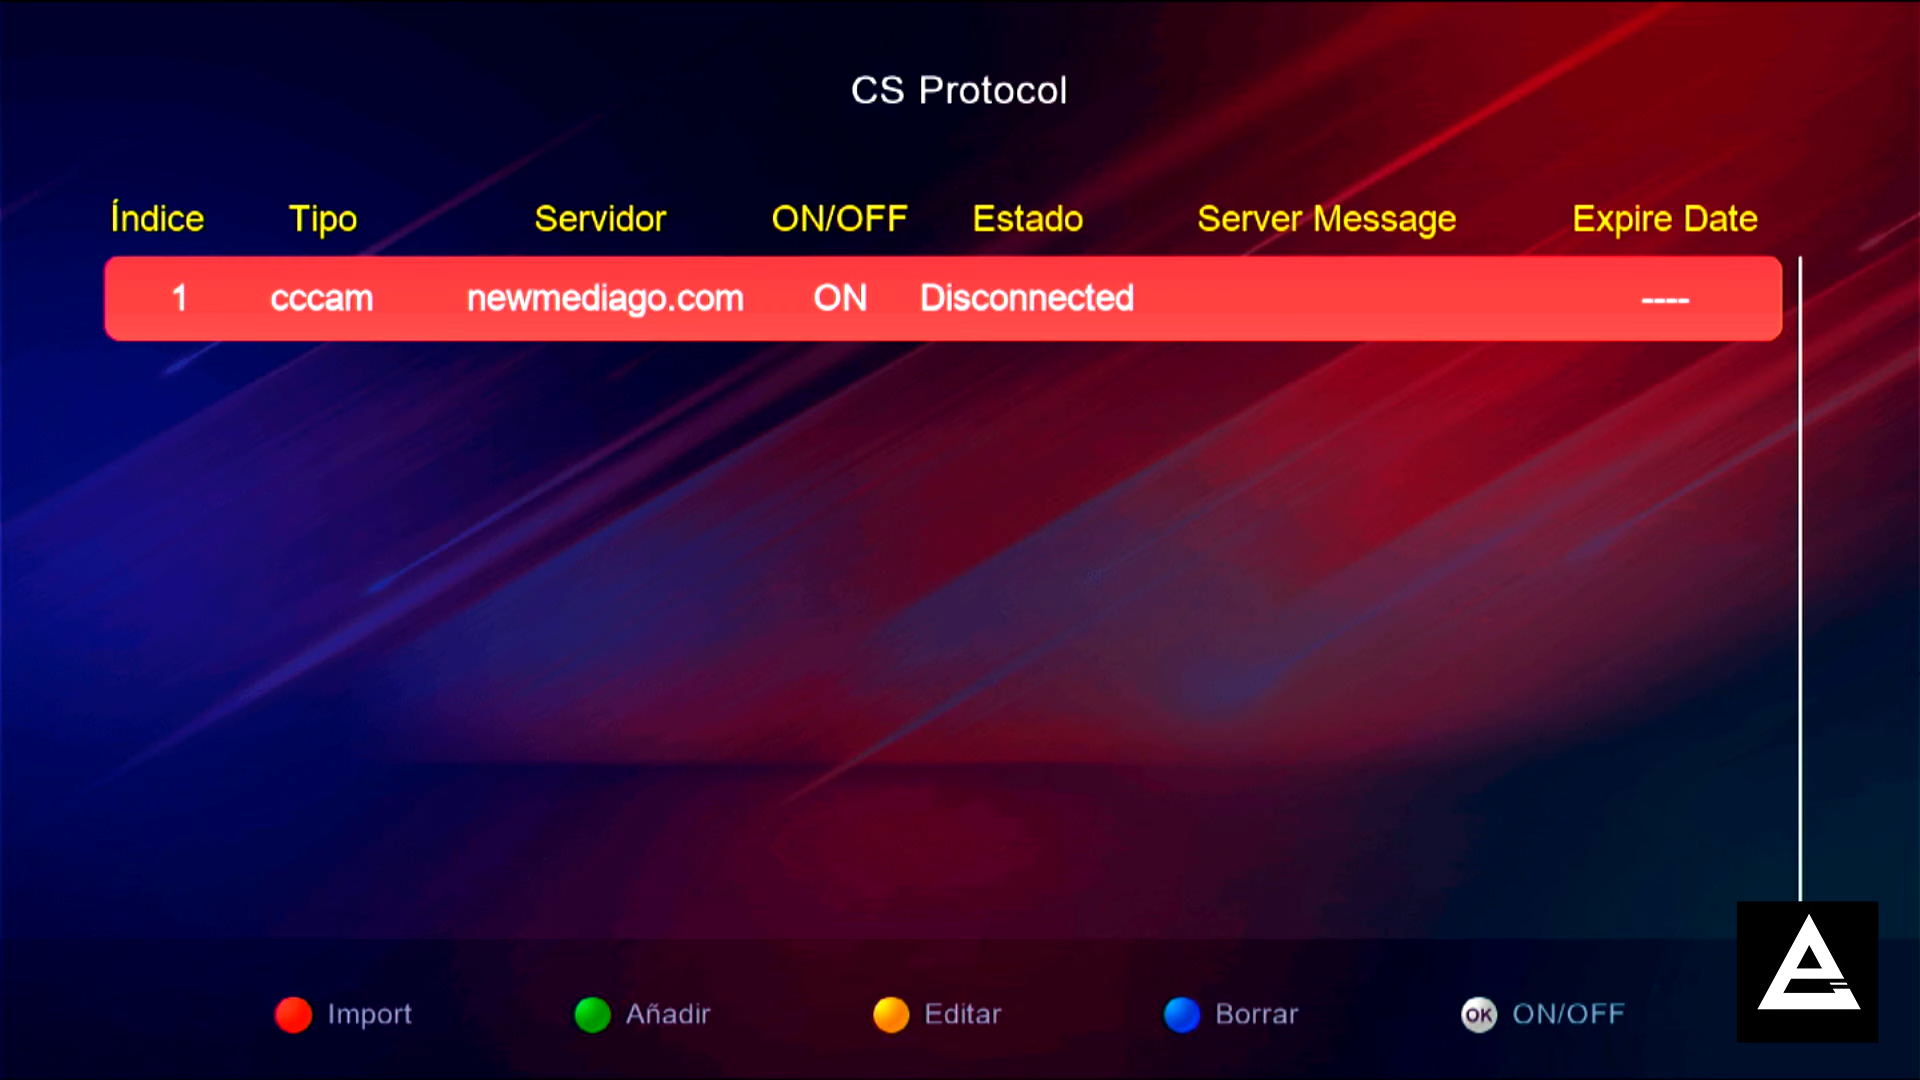 CS Protocol
Índice Tipo Servidor ON/OFF Estado Server Message Expire Date
1 cccam newmediago.com ON Disconnected ----
Import Añadir Editar Borrar OK ON/OFF